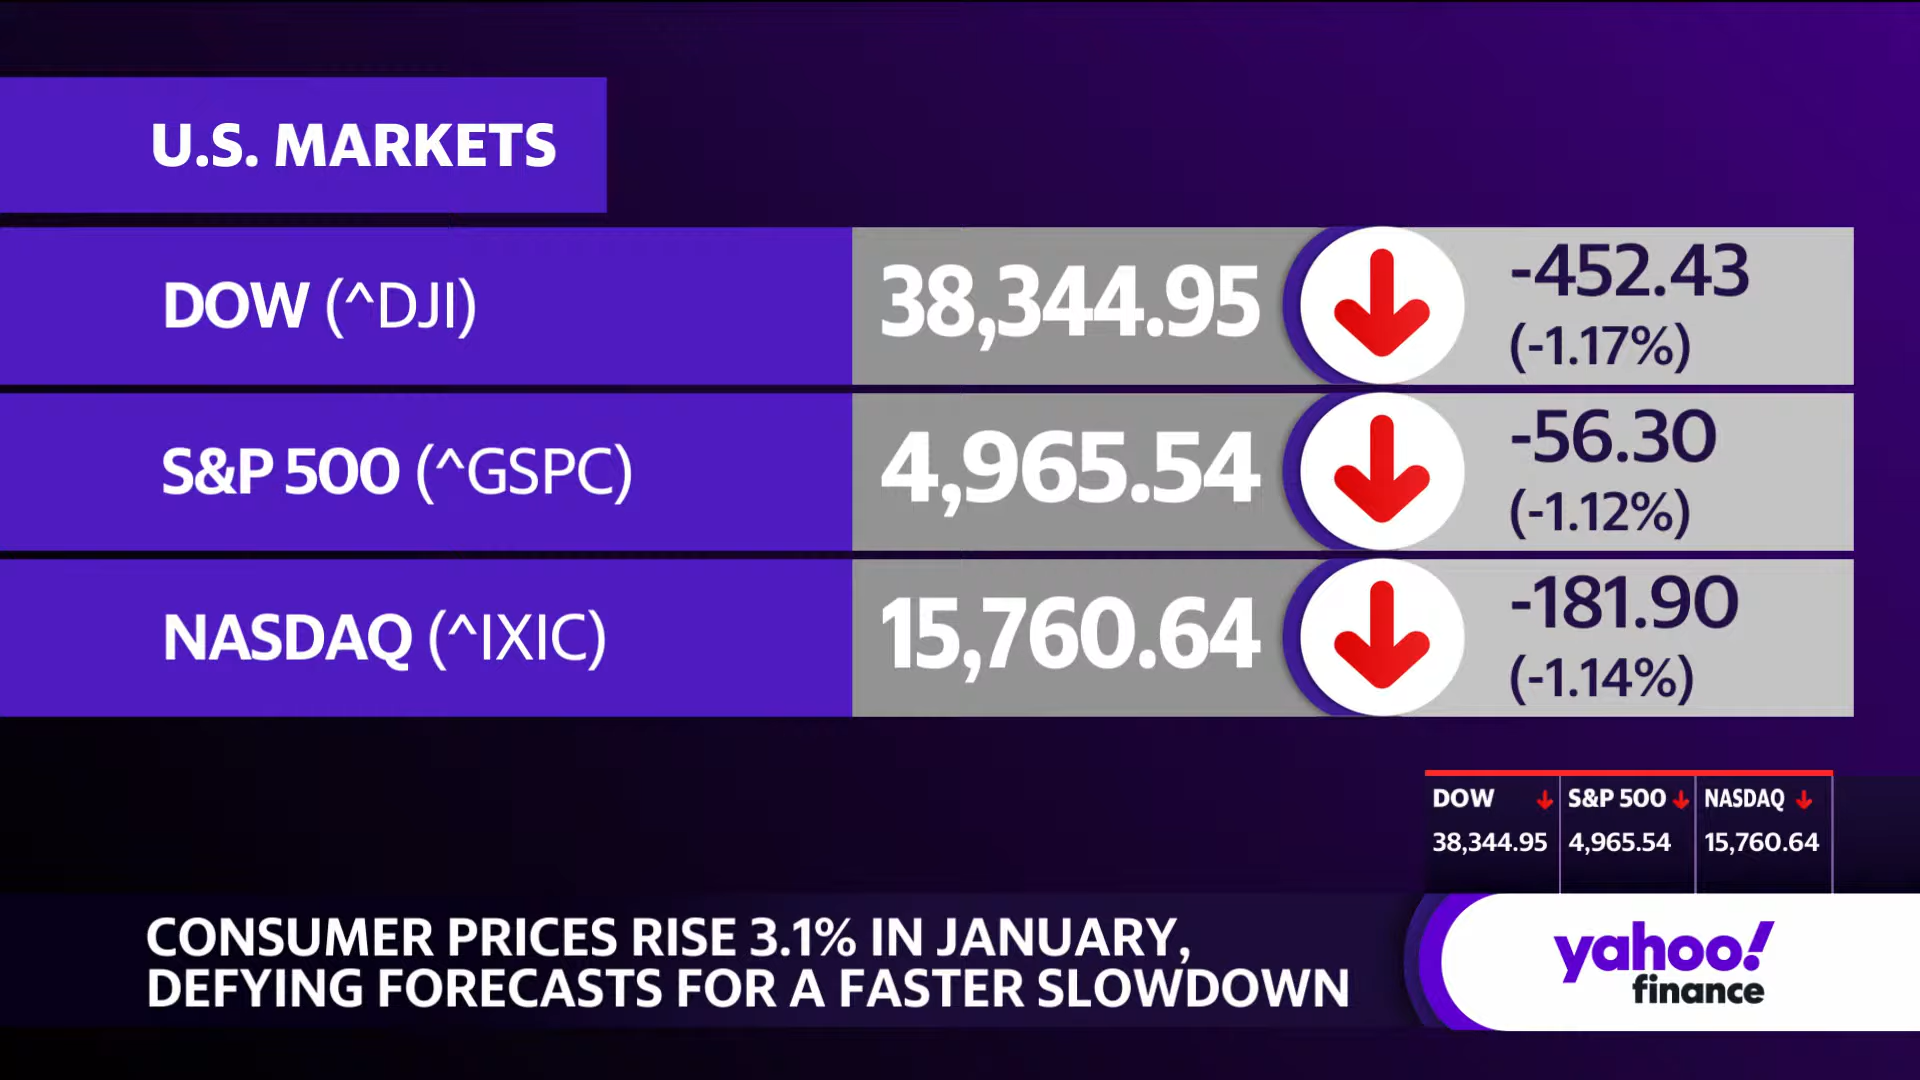 U.S. MARKETS
DOW (^DJI) 38,344.95 -452.43 (-1.17%)
S&P 500 (^GSPC) 4,965.54 -56.30 (-1.12%)
NASDAQ (^IXIC) 15,760.64 -181.90 (-1.14%)
DOW S&P 500 NASDAQ
38,344.95 4,965.54 15,760.64
CONSUMER PRICES RISE 3.1% IN JANUARY,
DEFYING FORECASTS FOR A FASTER SLOWDOWN
yahoo!
finance